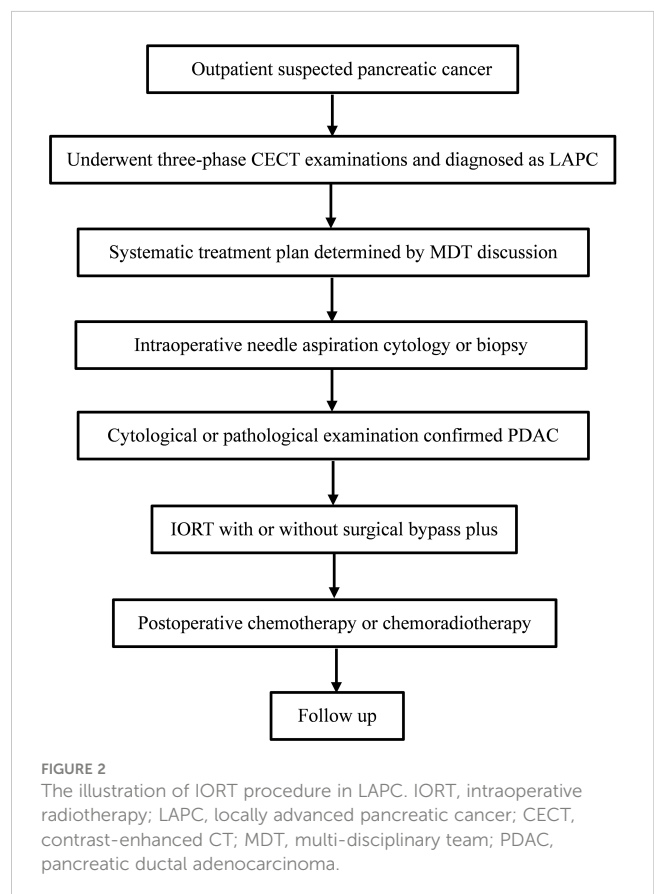 Outpatient suspected pancreatic cancer
Underwent three-phase CECT examinations and diagnosed as LAPC
Systematic treatment plan determined by MDT discussion
Intraoperative needle aspiration cytology or biopsy
Cytological or pathological examination confirmed PDAC
IORT with or without surgical bypass plus
Postoperative chemotherapy or chemoradiotherapy
Follow up
FIGURE 2
The illustration of IORT procedure in LAPC. IORT, intraoperative
radiotherapy; LAPC, locally advanced pancreatic cancer; CECT,
contrast-enhanced CT; MDT, multi-disciplinary team; PDAC,
pancreatic ductal adenocarcinoma.